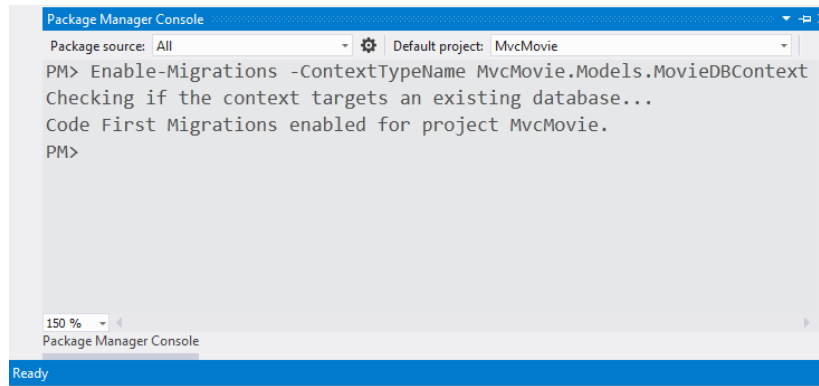 Package Manager Console
Package source: All Default project: MvcMovie
PM> Enable-Migrations -ContextTypeName MvcMovie.Models.MovieDBContext
Checking if the context targets an existing database...
Code First Migrations enabled for project MvcMovie.
PM>
150 %
Package Manager Console
Ready